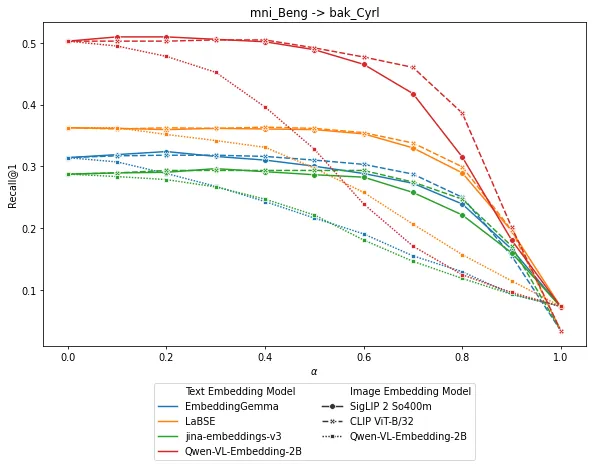 mni_Beng -> bak_Cyrl
Recall@1
0.5
0.4
0.3
0.2
0.1
0.0 0.2 0.4 0.6 0.8 1.0
α
Text Embedding Model Image Embedding Model
EmbeddingGemma SigLIP 2 So400m
LaBSE CLIP ViT-B/32
jina-embeddings-v3 Qwen-VL-Embedding-2B
Qwen-VL-Embedding-2B